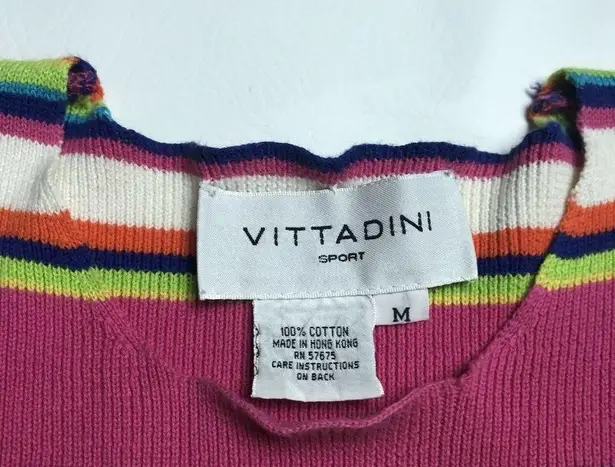 VITTADINI
SPORT
M
100% COTTON
MADE IN HONG KONG
RN 57675
CARE INSTRUCTIONS
ON BACK